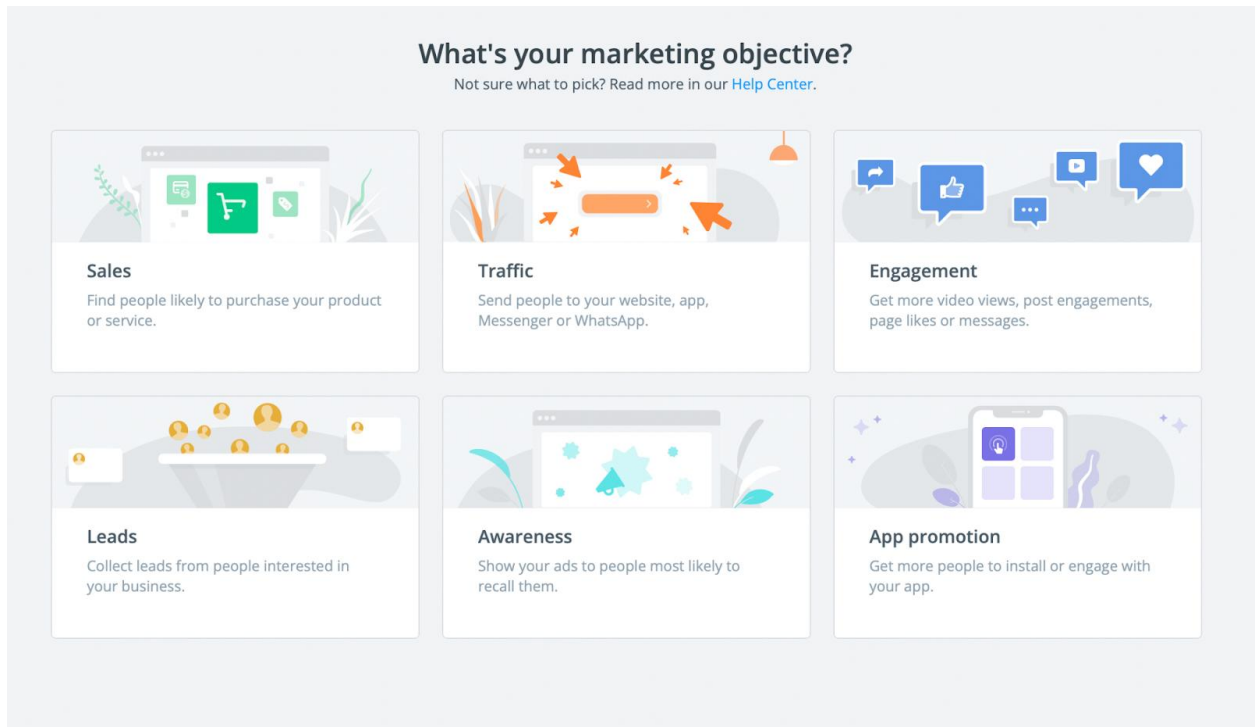 What's your marketing objective?
Not sure what to pick? Read more in our Help Center.
Sales
Find people likely to purchase your product
or service.
Traffic
Send people to your website, app,
Messenger or WhatsApp.
Engagement
Get more video views, post engagements,
page likes or messages.
Leads
Collect leads from people interested in
your business.
Awareness
Show your ads to people most likely to
recall them.
App promotion
Get more people to install or engage with
your app.